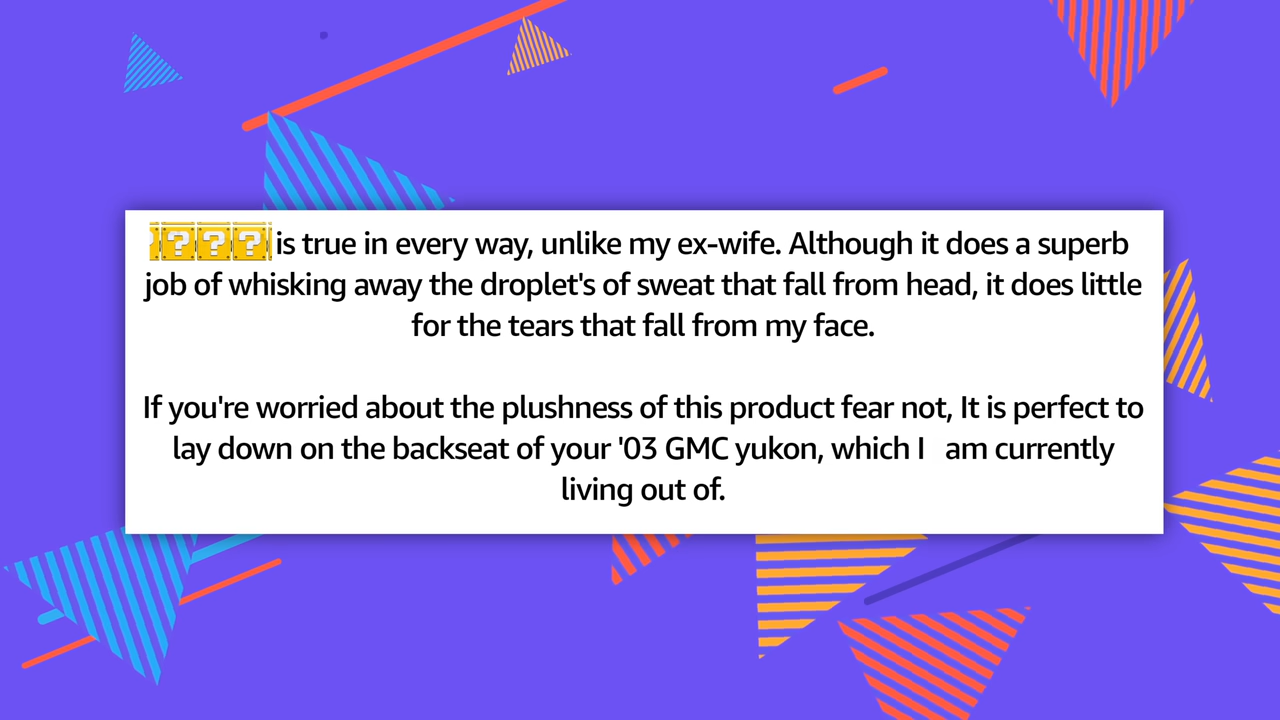 ? ? ? is true in every way, unlike my ex-wife. Although it does a superb
job of whisking away the droplet's of sweat that fall from head, it does little
for the tears that fall from my face.
If you're worried about the plushness of this product fear not, It is perfect to
lay down on the backseat of your '03 GMC yukon, which I am currently
living out of.